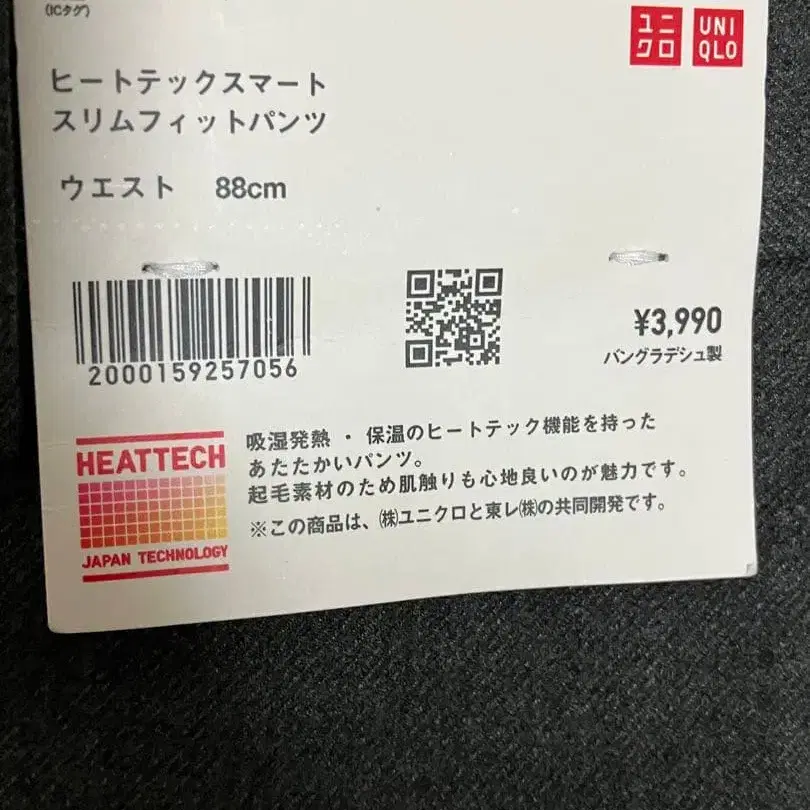 (ICタグ)
ユニ
クロ
UNI
QLO
ヒートテックスマート
スリムフィットパンツ
ウエスト 88cm
2000159257056
¥3,990
バングラデシュ製
HEATTECH
JAPAN TECHNOLOGY
吸湿発熱・保温のヒートテック機能を持った
あたたかいパンツ。
起毛素材のため肌触りも心地良いのが魅力です。
※この商品は、㈱ユニクロと東レ㈱の共同開発です。